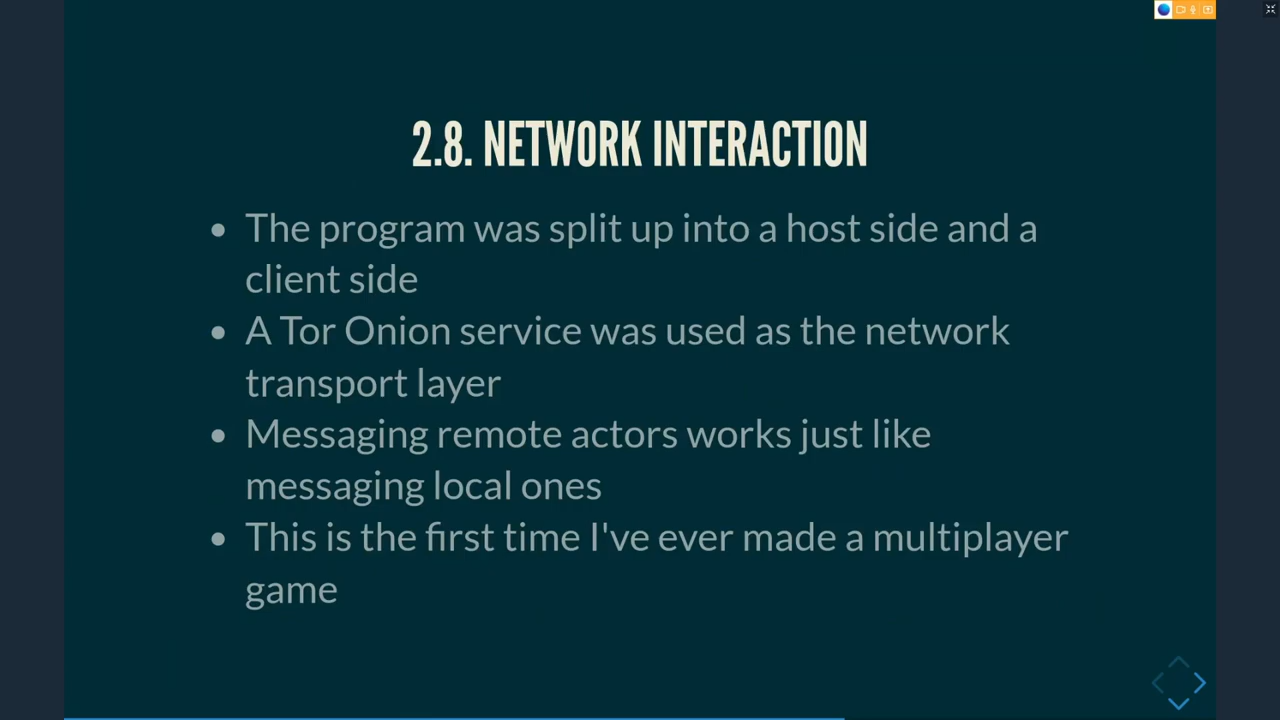 2.8. NETWORK INTERACTION
The program was split up into a host side and a
client side
A Tor Onion service was used as the network
transport layer
Messaging remote actors works just like
messaging local ones
This is the first time I've ever made a multiplayer
game